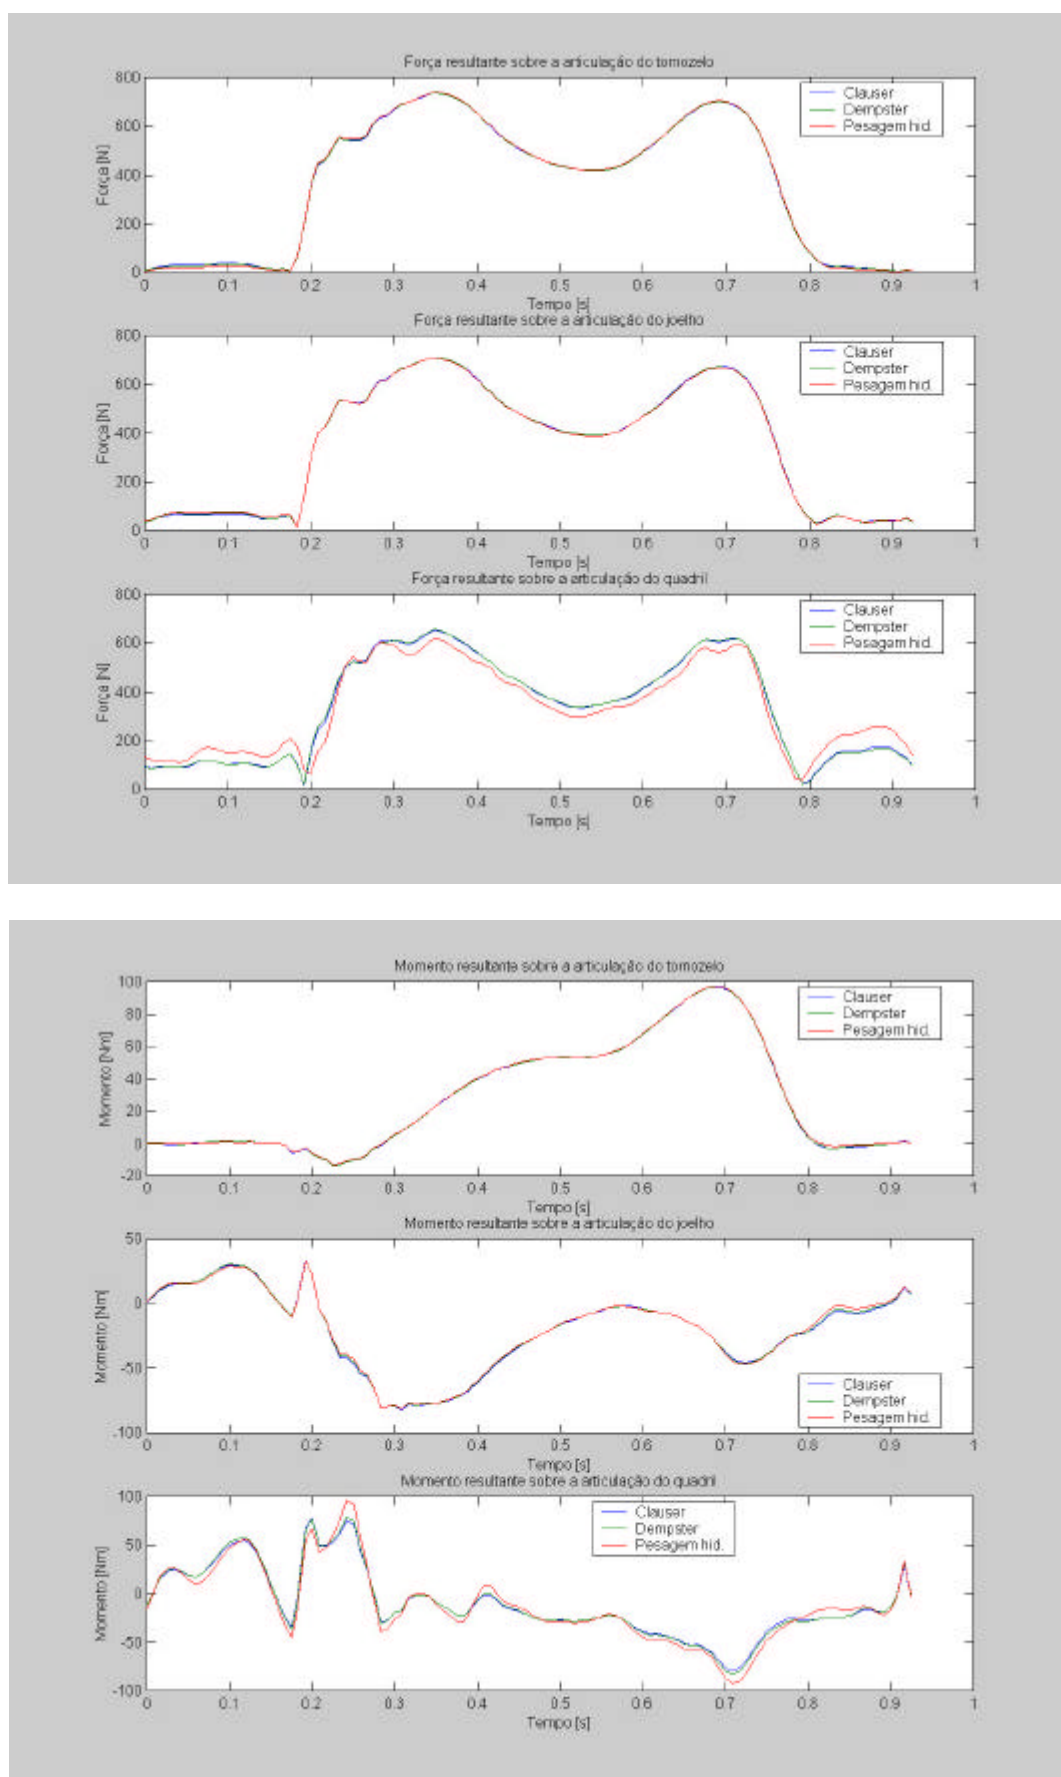 Força resultante sobre a articulação do tornozelo
800
600
400
200
0
Força [N]
Clauser
Dempster
Pesagem hid.
0 0.1 0.2 0.3 0.4 0.5 0.6 0.7 0.8 0.9 1
Tempo [s]
Força resultante sobre a articulação do joelho
800
600
400
200
0
Força [N]
Clauser
Dempster
Pesagem hid.
0 0.1 0.2 0.3 0.4 0.5 0.6 0.7 0.8 0.9 1
Tempo [s]
Força resultante sobre a articulação do quadril
800
600
400
200
0
Força [N]
Clauser
Dempster
Pesagem hid.
0 0.1 0.2 0.3 0.4 0.5 0.6 0.7 0.8 0.9 1
Tempo [s]
Momento resultante sobre a articulação do tornozelo
100
80
60
40
20
0
-20
Momento [Nm]
Clauser
Dempster
Pesagem hid.
0 0.1 0.2 0.3 0.4 0.5 0.6 0.7 0.8 0.9 1
Tempo [s]
Momento resultante sobre a articulação do joelho
50
0
-50
-100
Momento [Nm]
Clauser
Dempster
Pesagem hid.
0 0.1 0.2 0.3 0.4 0.5 0.6 0.7 0.8 0.9 1
Tempo [s]
Momento resultante sobre a articulação do quadril
100
50
0
-50
-100
Momento [Nm]
Clauser
Dempster
Pesagem hid.
0 0.1 0.2 0.3 0.4 0.5 0.6 0.7 0.8 0.9 1
Tempo [s]